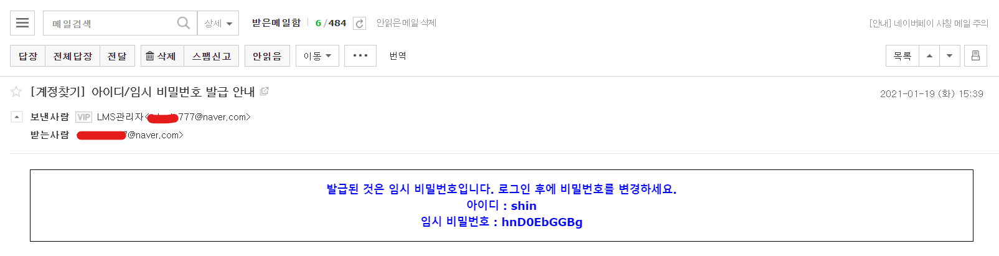 메일검색 상세 받은메일함 6 / 484 안읽은메일 삭제 [안내] 네이버페이 사칭 메일 주의
답장 전체답장 전달 삭제 스팸신고 안읽음 이동 ••• 번역 목록
[계정찾기] 아이디/임시 비밀번호 발급 안내
2021-01-19 (화) 15:39
보낸사람 VIP LMS관리자< 777@naver.com>
받는사람 7@naver.com>
발급된 것은 임시 비밀번호입니다. 로그인 후에 비밀번호를 변경하세요.
아이디 : shin
임시 비밀번호 : hnD0EbGGBg